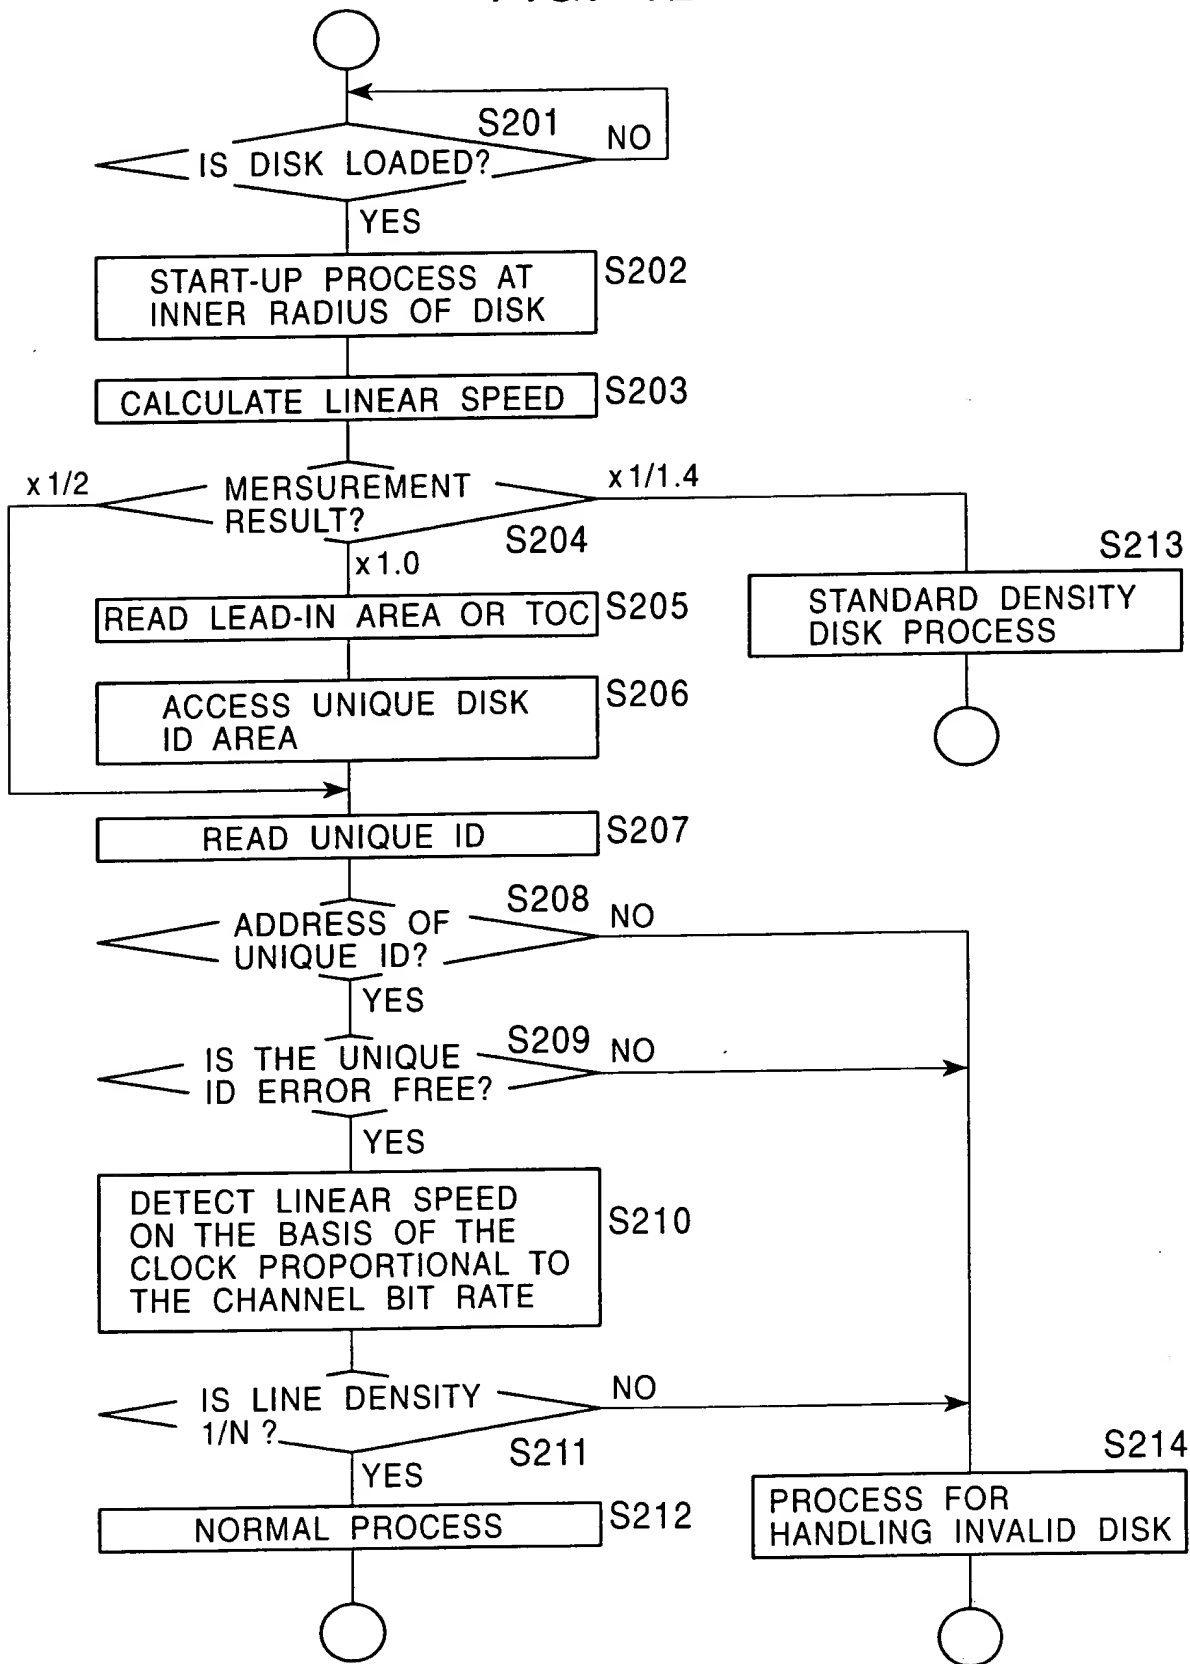 S201
NO
IS DISK LOADED?
YES
START-UP PROCESS AT
INNER RADIUS OF DISK
S202
CALCULATE LINEAR SPEED
S203
x 1/2
MERSUREMENT
RESULT?
x1/1.4
S204
x1.0
S213
STANDARD DENSITY
DISK PROCESS
READ LEAD-IN AREA OR TOC
S205
ACCESS UNIQUE DISK
ID AREA
S206
READ UNIQUE ID
S207
S208
NO
ADDRESS OF
UNIQUE ID?
YES
S209
NO
IS THE UNIQUE
ID ERROR FREE?
YES
DETECT LINEAR SPEED
ON THE BASIS OF THE
CLOCK PROPORTIONAL TO
THE CHANNEL BIT RATE
S210
IS LINE DENSITY
1/N ?
NO
S211
YES
S214
NORMAL PROCESS
S212
PROCESS FOR
HANDLING INVALID DISK